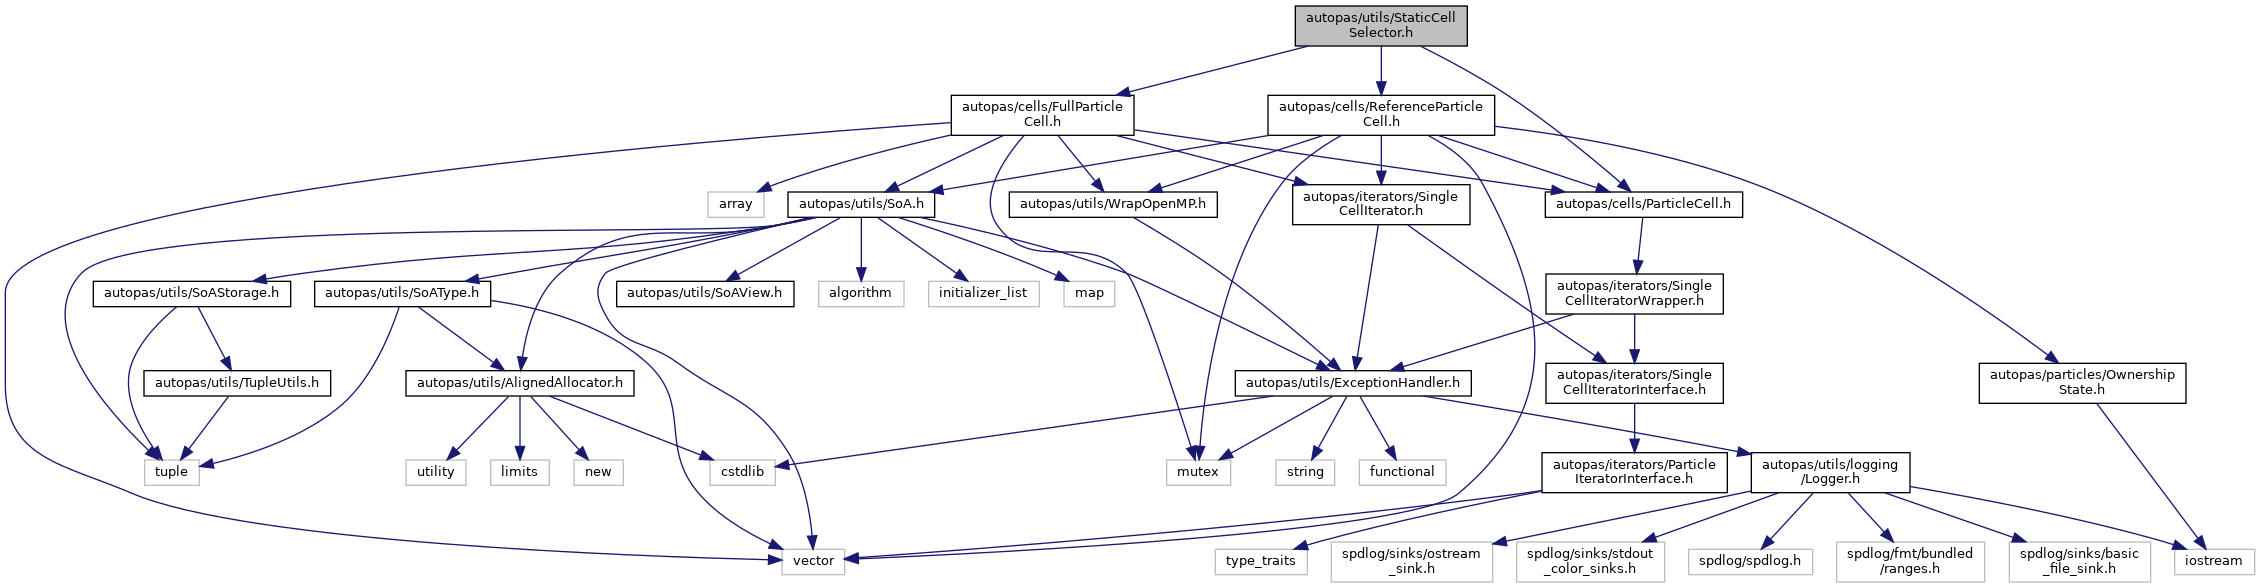 autopas/utils/StaticCell
Selector.h
autopas/cells/FullParticle
Cell.h
autopas/cells/ReferenceParticle
Cell.h
array
autopas/utils/SoA.h
autopas/utils/WrapOpenMP.h
autopas/iterators/Single
CellIterator.h
autopas/cells/ParticleCell.h
autopas/utils/SoAStorage.h
autopas/utils/SoAType.h
autopas/utils/SoAView.h
algorithm
initializer_list
map
autopas/iterators/Single
CellIteratorWrapper.h
autopas/utils/TupleUtils.h
autopas/utils/AlignedAllocator.h
autopas/utils/ExceptionHandler.h
autopas/iterators/Single
CellIteratorInterface.h
autopas/particles/Ownership
State.h
tuple
utility
limits
new
cstdlib
mutex
string
functional
autopas/iterators/Particle
IteratorInterface.h
autopas/utils/logging
/Logger.h
vector
type_traits
spdlog/sinks/ostream
_sink.h
spdlog/sinks/stdout
_color_sinks.h
spdlog/spdlog.h
spdlog/fmt/bundled
/ranges.h
spdlog/sinks/basic
_file_sink.h
iostream